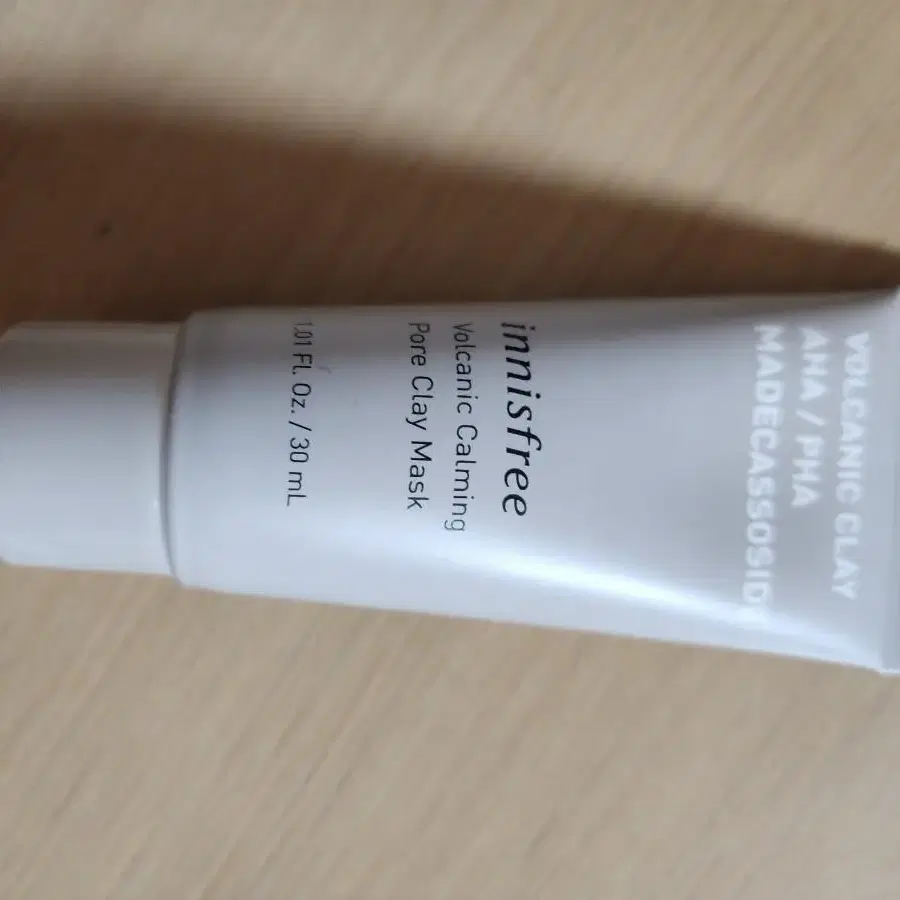 VOLCANIC CLAY
AHA / PHA
MADECASSOSIDE
innisfree
Volcanic Calming
Pore Clay Mask
1.01 Fl. Oz. / 30 mL